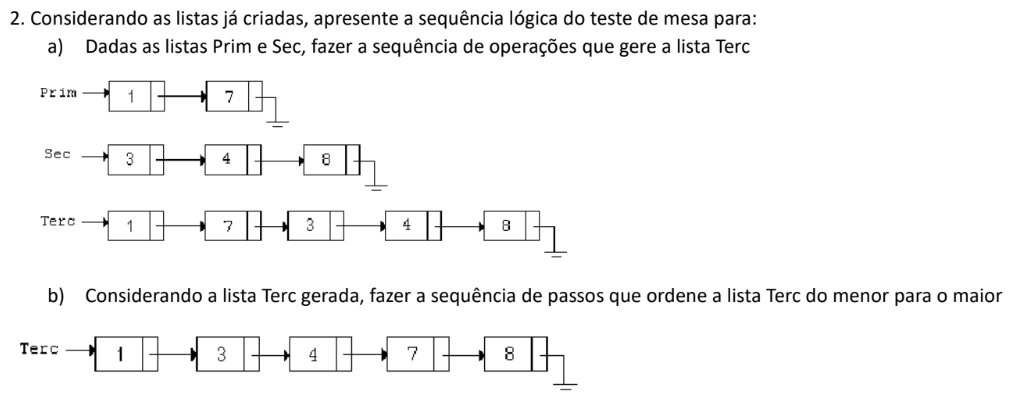 2. Considerando as listas já criadas, apresente a sequência lógica do teste de mesa para:
a) Dadas as listas Prim e Sec, fazer a sequência de operações que gere a lista Terc
Prim 1 7
Sec 3 4 8
Terc 1 7 3 4 8
b) Considerando a lista Terc gerada, fazer a sequência de passos que ordene a lista Terc do menor para o maior
Terc 1 3 4 7 8